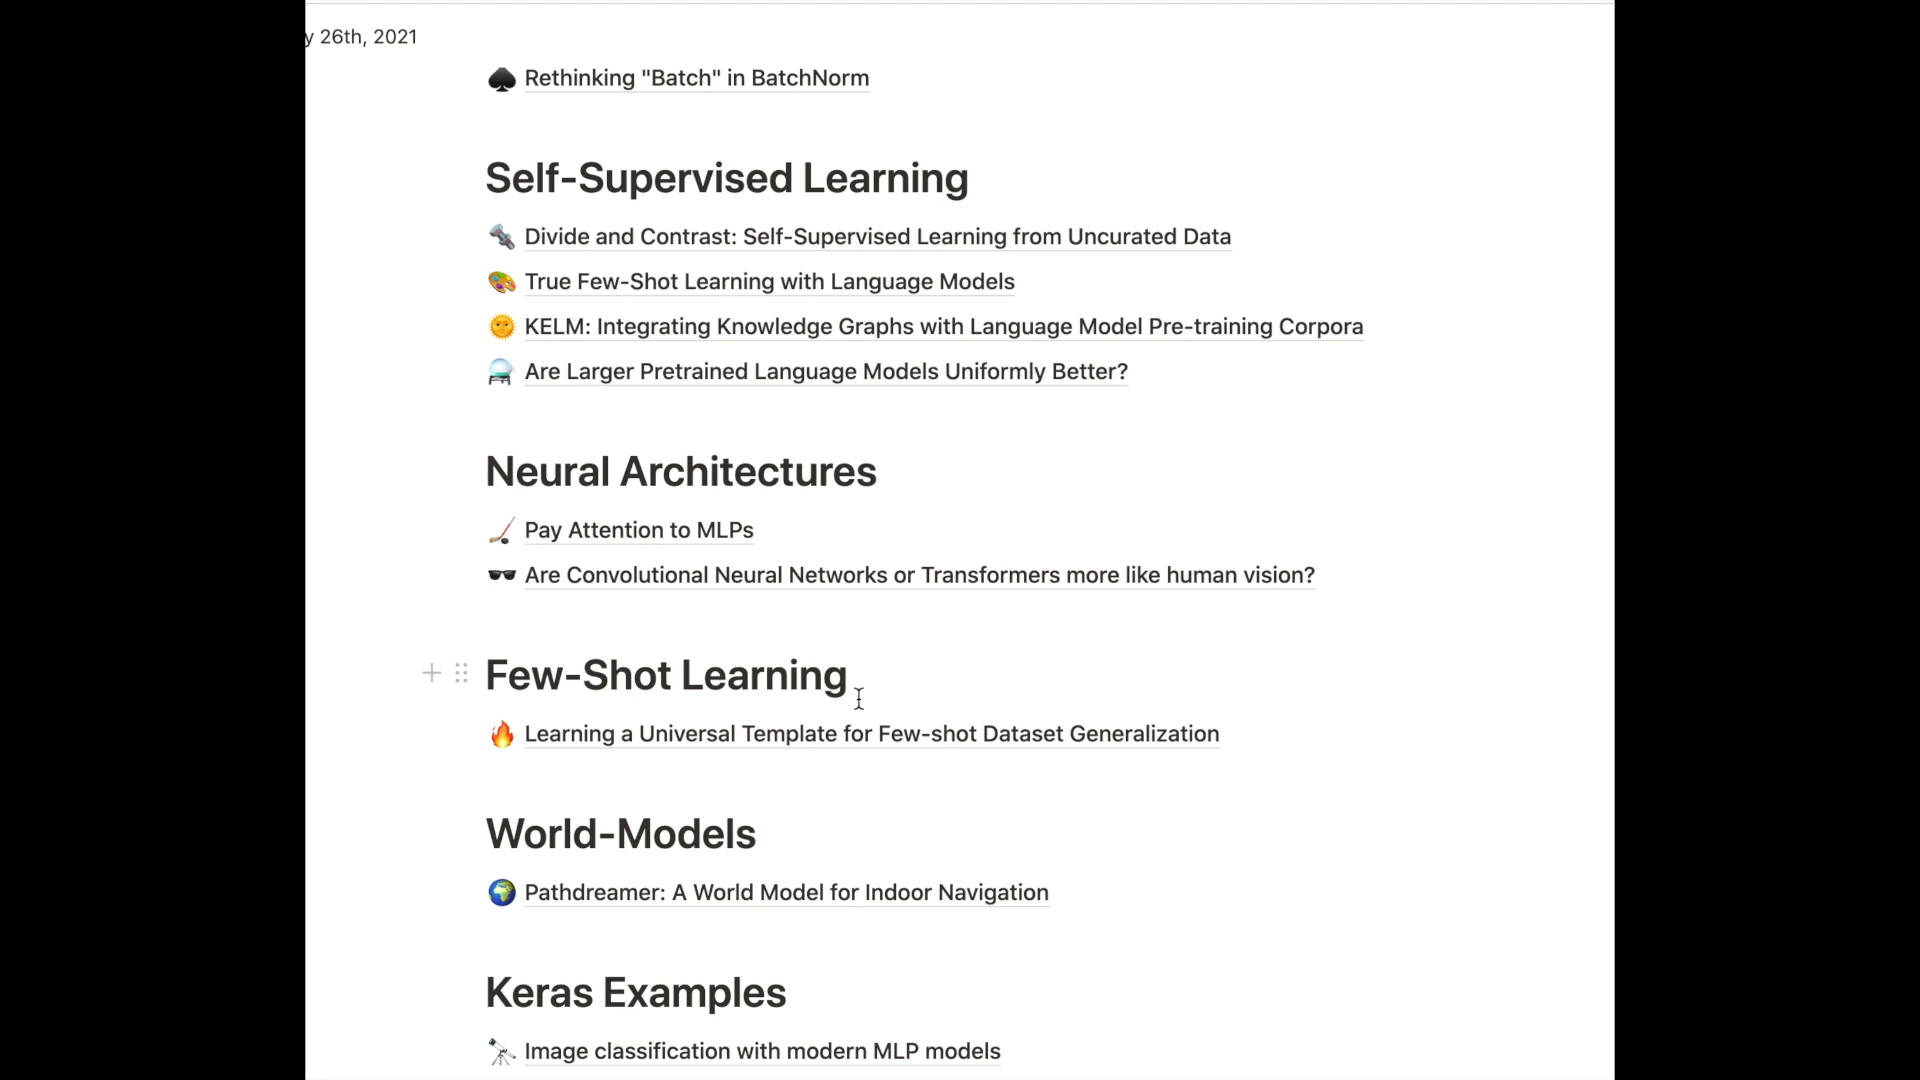 y 26th, 2021
Rethinking "Batch" in BatchNorm
Self-Supervised Learning
Divide and Contrast: Self-Supervised Learning from Uncurated Data
True Few-Shot Learning with Language Models
KELM: Integrating Knowledge Graphs with Language Model Pre-training Corpora
Are Larger Pretrained Language Models Uniformly Better?
Neural Architectures
Pay Attention to MLPs
Are Convolutional Neural Networks or Transformers more like human vision?
Few-Shot Learning
Learning a Universal Template for Few-shot Dataset Generalization
World-Models
Pathdreamer: A World Model for Indoor Navigation
Keras Examples
Image classification with modern MLP models